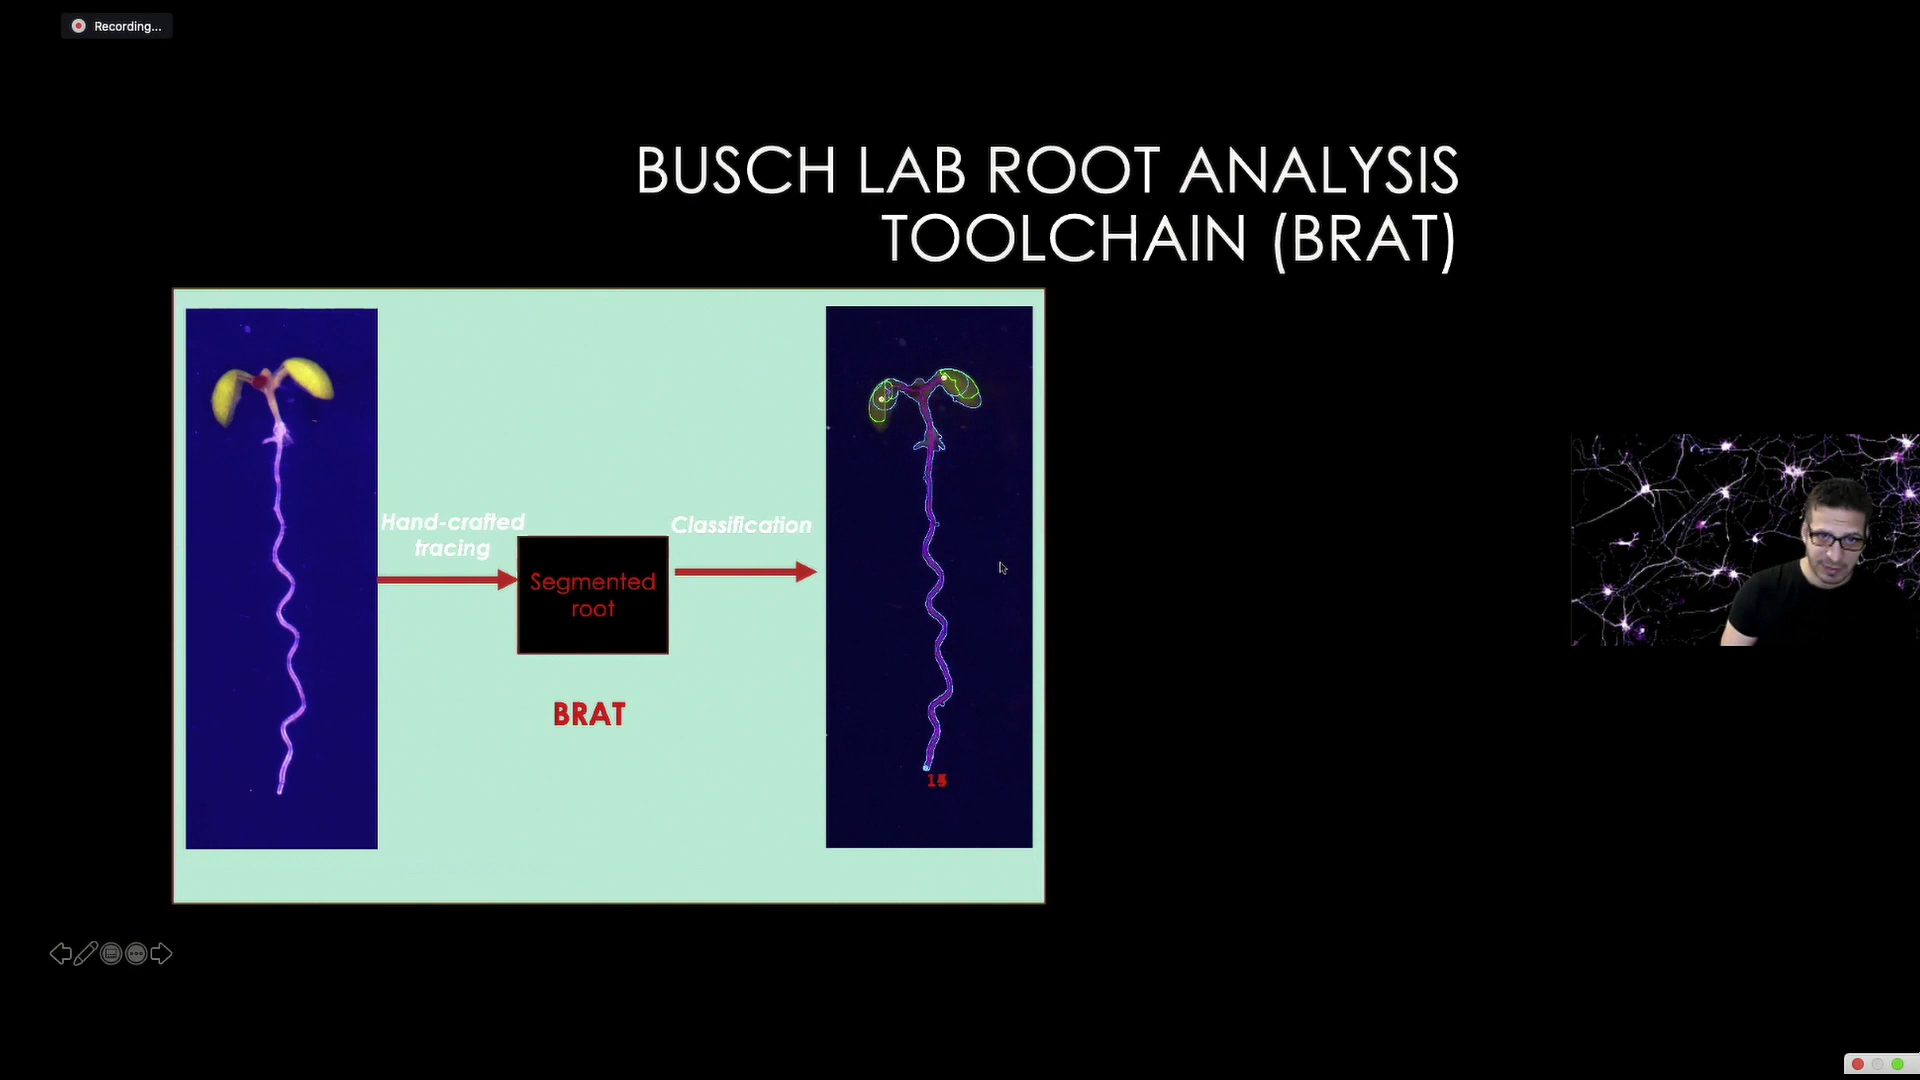 Recording...
BUSCH LAB ROOT ANALYSIS
TOOLCHAIN (BRAT)
Hand-crafted
tracing
Classification
Segmented
root
BRAT